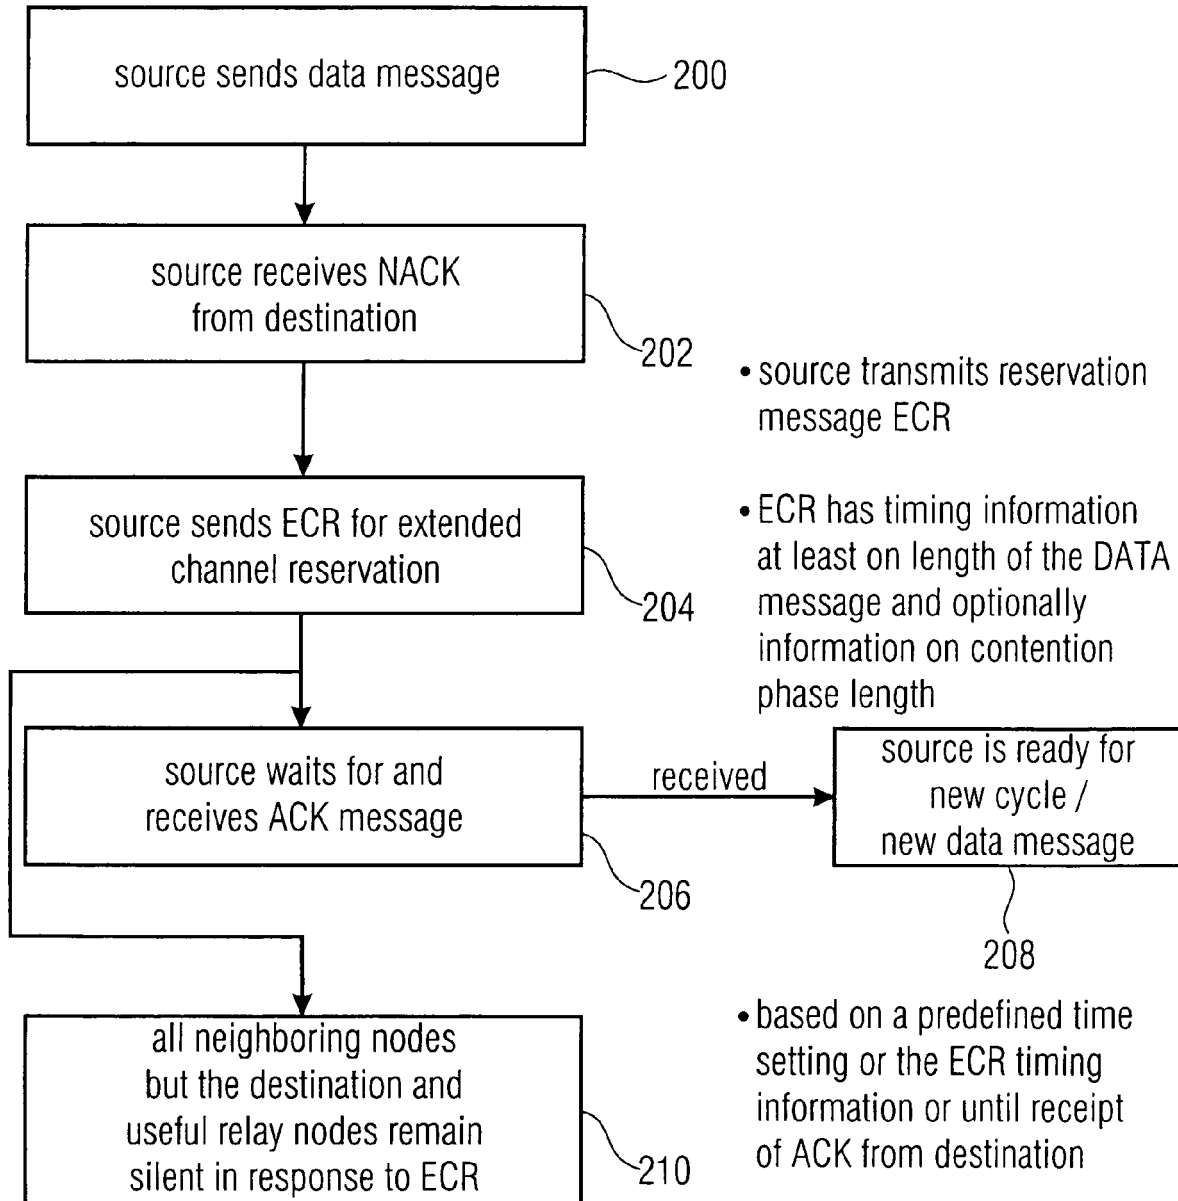 source sends data message
200
source receives NACK
from destination
202
• source transmits reservation
message ECR
source sends ECR for extended
channel reservation
204
• ECR has timing information
at least on length of the DATA
message and optionally
information on contention
phase length
source waits for and
receives ACK message
206
received
source is ready for
new cycle /
new data message
208
all neighboring nodes
but the destination and
useful relay nodes remain
silent in response to ECR
210
• based on a predefined time
setting or the ECR timing
information or until receipt
of ACK from destination